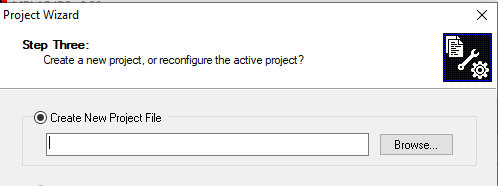 Project Wizard
Step Three:
Create a new project, or reconfigure the active project?
Create New Project File
Browse...